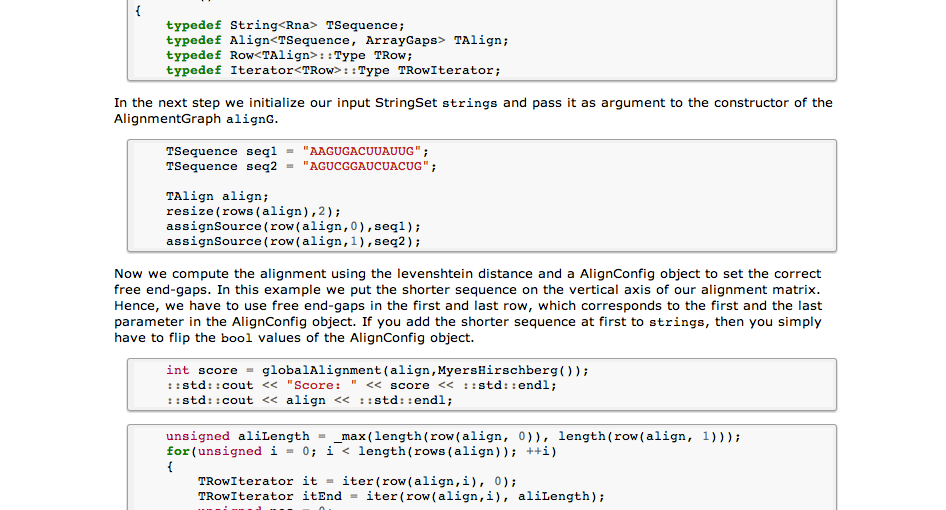 {
typedef String<Rna> TSequence;
typedef Align<TSequence, ArrayGaps> TAlign;
typedef Row<TAlign>::Type TRow;
typedef Iterator<TRow>::Type TRowIterator;
In the next step we initialize our input StringSet strings and pass it as argument to the constructor of the
AlignmentGraph alignG.
TSequence seq1 = "AAGUGACUUAUUG";
TSequence seq2 = "AGUCGGAUCUACUG";
TAlign align;
resize(rows(align),2);
assignSource(row(align,0),seq1);
assignSource(row(align,1),seq2);
Now we compute the alignment using the levenshtein distance and a AlignConfig object to set the correct
free end-gaps. In this example we put the shorter sequence on the vertical axis of our alignment matrix.
Hence, we have to use free end-gaps in the first and last row, which corresponds to the first and the last
parameter in the AlignConfig object. If you add the shorter sequence at first to strings, then you simply
have to flip the bool values of the AlignConfig object.
int score = globalAlignment(align,MyersHirschberg());
::std::cout << "Score: " << score << ::std::endl;
::std::cout << align << ::std::endl;
unsigned aliLength = _max(length(row(align, 0)), length(row(align, 1)));
for(unsigned i = 0; i < length(rows(align)); ++i)
{
TRowIterator it = iter(row(align,i), 0);
TRowIterator itEnd = iter(row(align,i), aliLength);